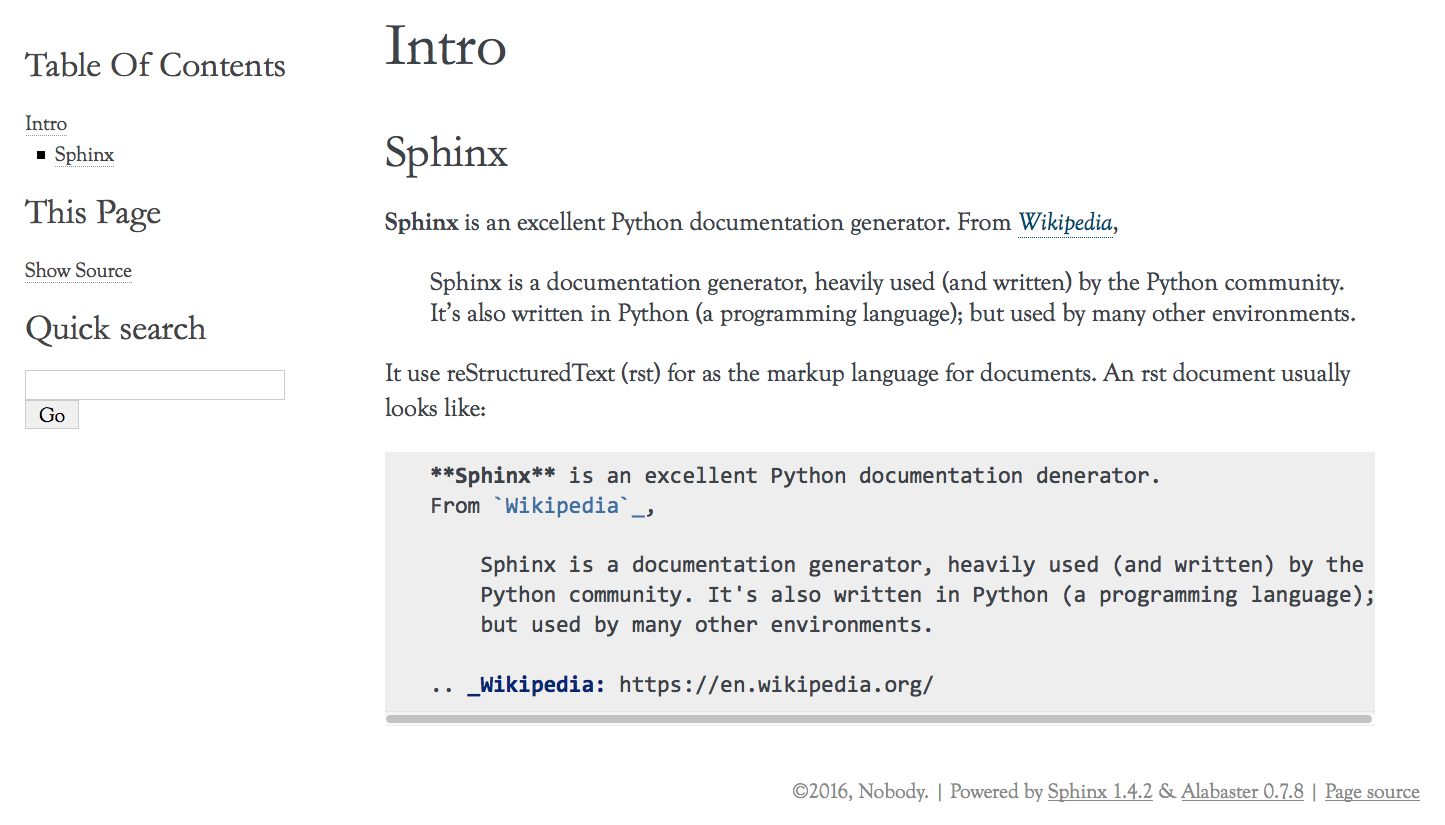 Table Of Contents
Intro
Sphinx
This Page
Show Source
Quick search
Go
Intro
Sphinx
Sphinx is an excellent Python documentation generator. From Wikipedia,
Sphinx is a documentation generator, heavily used (and written) by the Python community.
It’s also written in Python (a programming language); but used by many other environments.
It use reStructuredText (rst) for as the markup language for documents. An rst document usually
looks like:
**Sphinx** is an excellent Python documentation denerator.
From `Wikipedia`_,
Sphinx is a documentation generator, heavily used (and written) by the
Python community. It's also written in Python (a programming language);
but used by many other environments.
.. _Wikipedia: https://en.wikipedia.org/
©2016, Nobody. | Powered by Sphinx 1.4.2 & Alabaster 0.7.8 | Page source